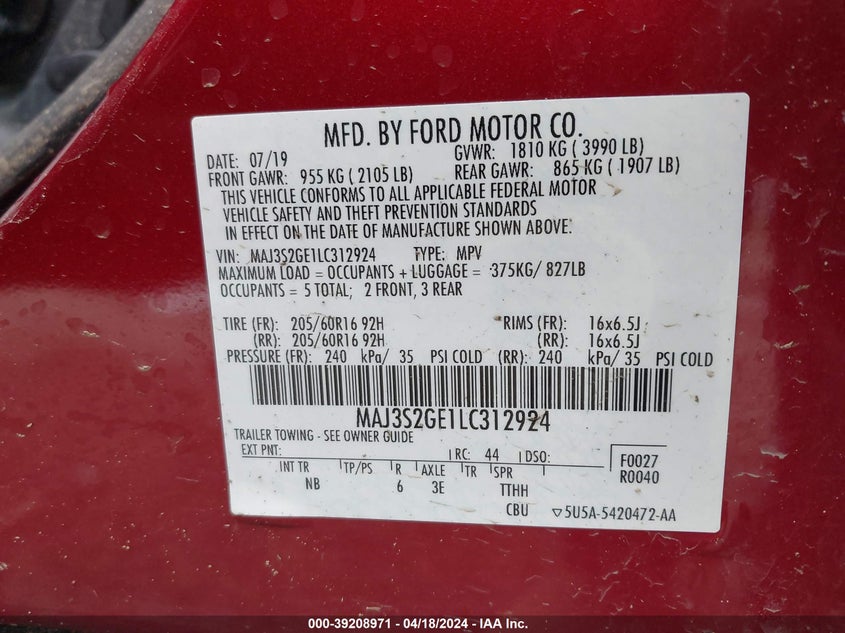 MFD. BY FORD MOTOR CO.
DATE: 07/19 GVWR: 1810 KG ( 3990 LB)
FRONT GAWR: 955 KG ( 2105 LB) REAR GAWR: 865 KG ( 1907 LB)
THIS VEHICLE CONFORMS TO ALL APPLICABLE FEDERAL MOTOR
VEHICLE SAFETY AND THEFT PREVENTION STANDARDS
IN EFFECT ON THE DATE OF MANUFACTURE SHOWN ABOVE.
VIN: MAJ3S2GE1LC312924 TYPE: MPV
MAXIMUM LOAD = OCCUPANTS + LUGGAGE = 375KG/ 827LB
OCCUPANTS = 5 TOTAL; 2 FRONT, 3 REAR
TIRE (FR): 205/60R16 92H RIMS (FR): 16x6.5J
(RR): 205/60R16 92H (RR): 16x6.5J
PRESSURE (FR): 240 kPa/ 35 PSI COLD (RR): 240 kPa/ 35 PSI COLD
MAJ3S2GE1LC312924
TRAILER TOWING - SEE OWNER GUIDE
EXT PNT: RC: 44 DSO: F0027
R0040
INT TR TP/PS R AXLE TR SPR
NB 6 3E TTHH
CBU ▽5U5A-5420472-AA
000-39208971 - 04/18/2024 - IAA Inc.